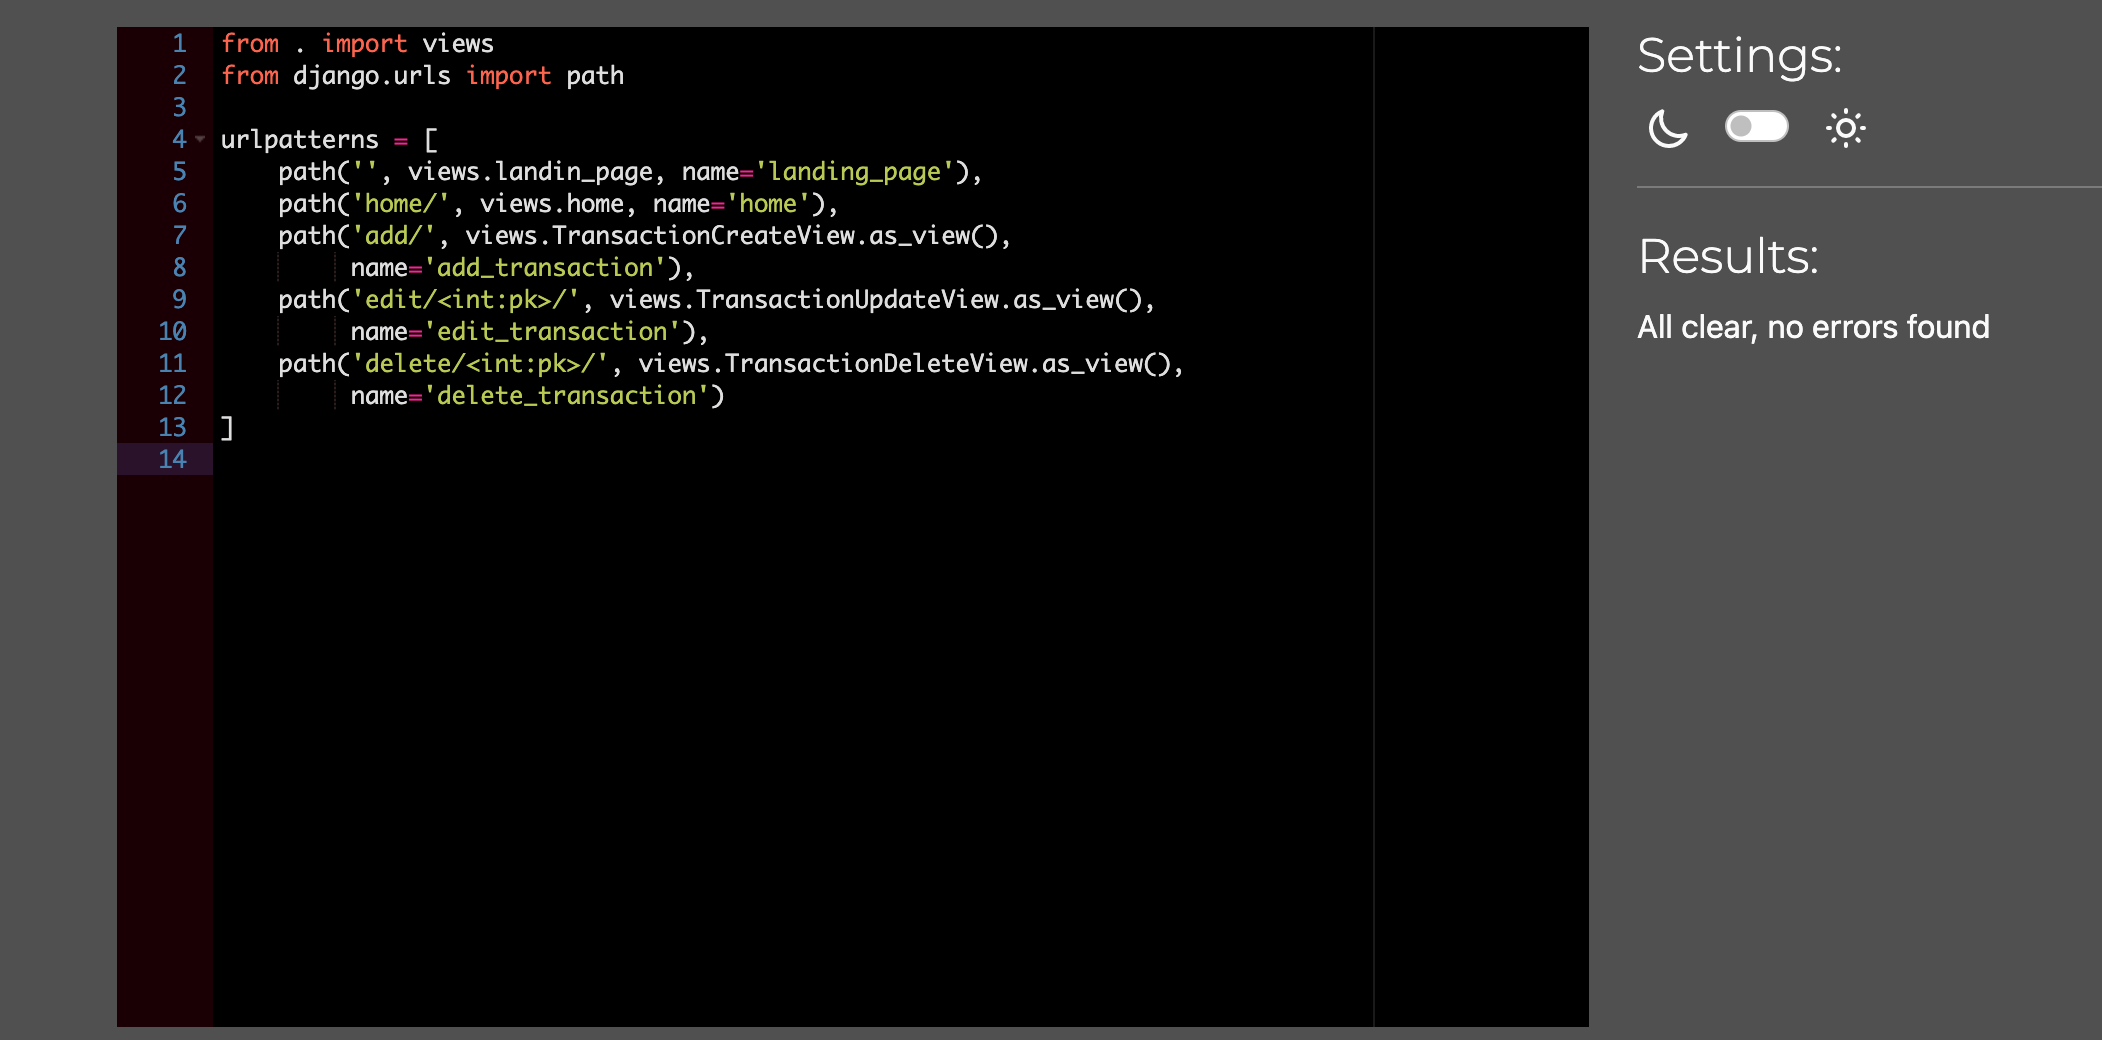 1 from . import views
2 from django.urls import path
3
4 urlpatterns = [
5     path('', views.landin_page, name='landing_page'),
6     path('home/', views.home, name='home'),
7     path('add/', views.TransactionCreateView.as_view(),
8          name='add_transaction'),
9     path('edit/<int:pk>/', views.TransactionUpdateView.as_view(),
10          name='edit_transaction'),
11     path('delete/<int:pk>/', views.TransactionDeleteView.as_view(),
12          name='delete_transaction')
13 ]
14
Settings:
Results:
All clear, no errors found